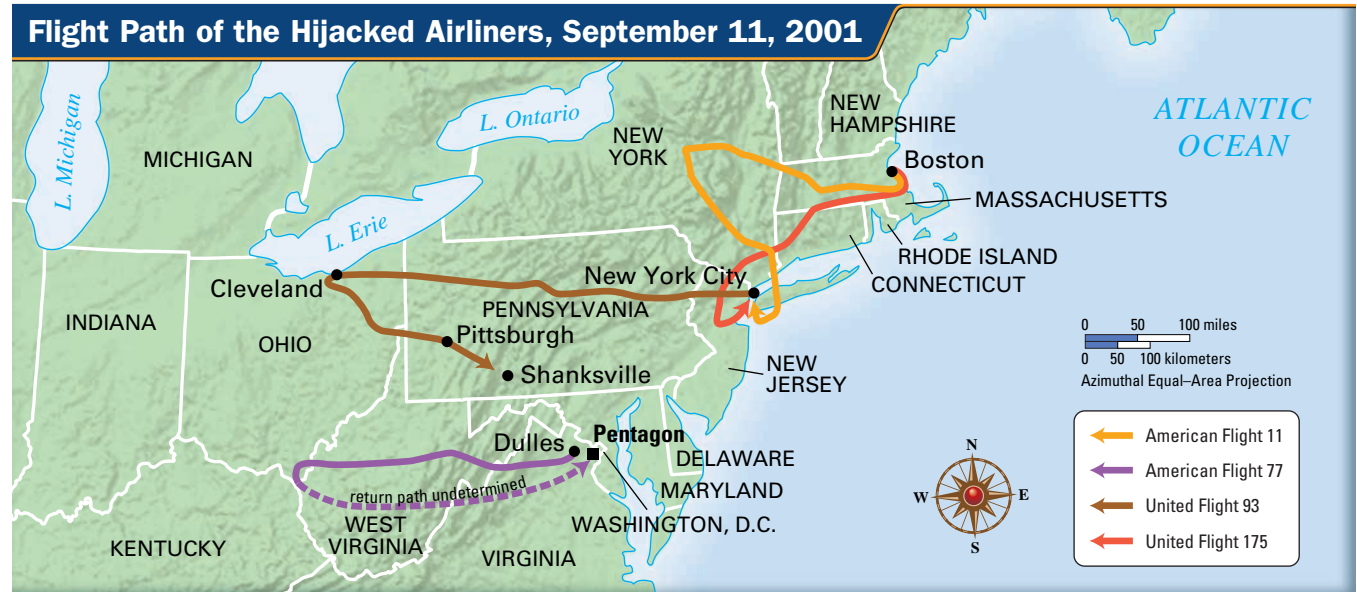 Flight Path of the Hijacked Airliners, September 11, 2001
L. Michigan
MICHIGAN
L. Ontario
NEW
YORK
NEW
HAMPSHIRE
ATLANTIC
OCEAN
Boston
MASSACHUSETTS
L. Erie
RHODE ISLAND
CONNECTICUT
New York City
Cleveland
PENNSYLVANIA
INDIANA
OHIO
Pittsburgh
Shanksville
NEW
JERSEY
0 50 100 miles
0 50 100 kilometers
Azimuthal Equal–Area Projection
Dulles
Pentagon
DELAWARE
MARYLAND
return path undetermined
WASHINGTON, D.C.
WEST
VIRGINIA
KENTUCKY
VIRGINIA
N
W
E
S
American Flight 11
American Flight 77
United Flight 93
United Flight 175